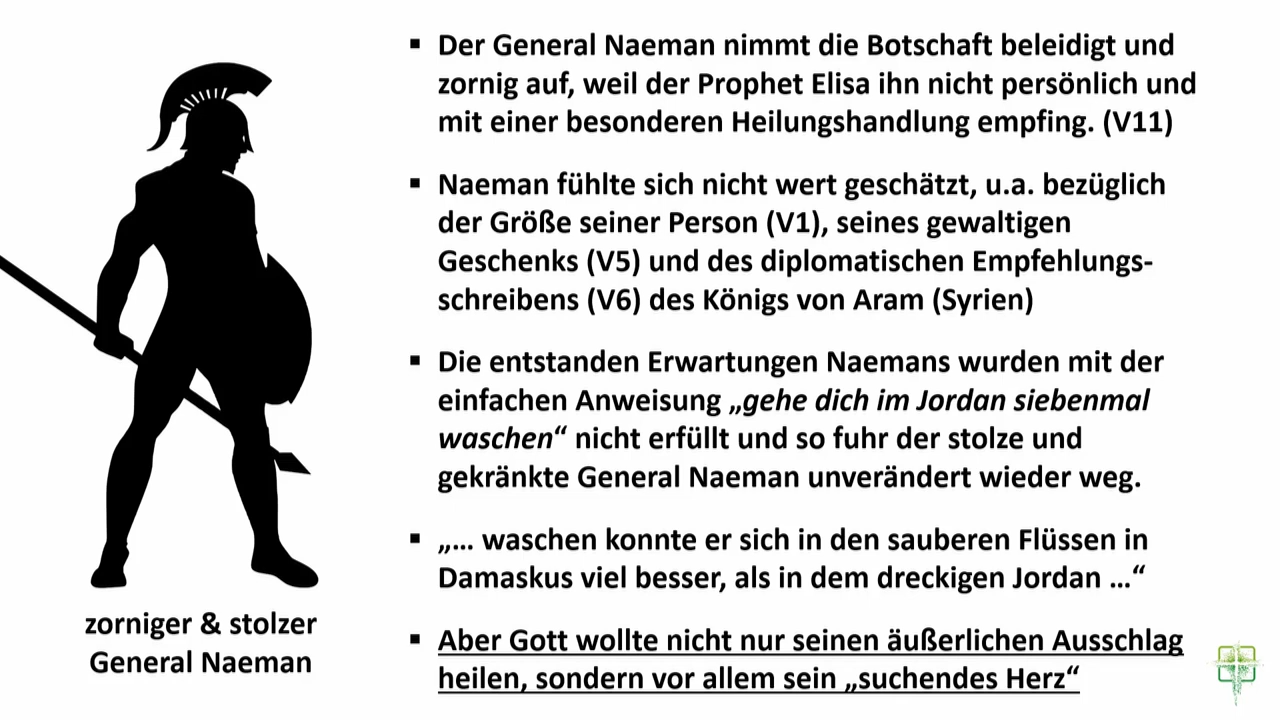 ▪ Der General Naeman nimmt die Botschaft beleidigt und
zornig auf, weil der Prophet Elisa ihn nicht persönlich und
mit einer besonderen Heilungshandlung empfing. (V11)
▪ Naeman fühlte sich nicht wert geschätzt, u.a. bezüglich
der Größe seiner Person (V1), seines gewaltigen
Geschenks (V5) und des diplomatischen Empfehlungs-
schreibens (V6) des Königs von Aram (Syrien)
▪ Die entstanden Erwartungen Naemans wurden mit der
einfachen Anweisung „gehe dich im Jordan siebenmal
waschen“ nicht erfüllt und so fuhr der stolze und
gekränkte General Naeman unverändert wieder weg.
▪ „… waschen konnte er sich in den sauberen Flüssen in
Damaskus viel besser, als in dem dreckigen Jordan …“
▪ Aber Gott wollte nicht nur seinen äußerlichen Ausschlag
heilen, sondern vor allem sein „suchendes Herz“
zorniger & stolzer
General Naeman